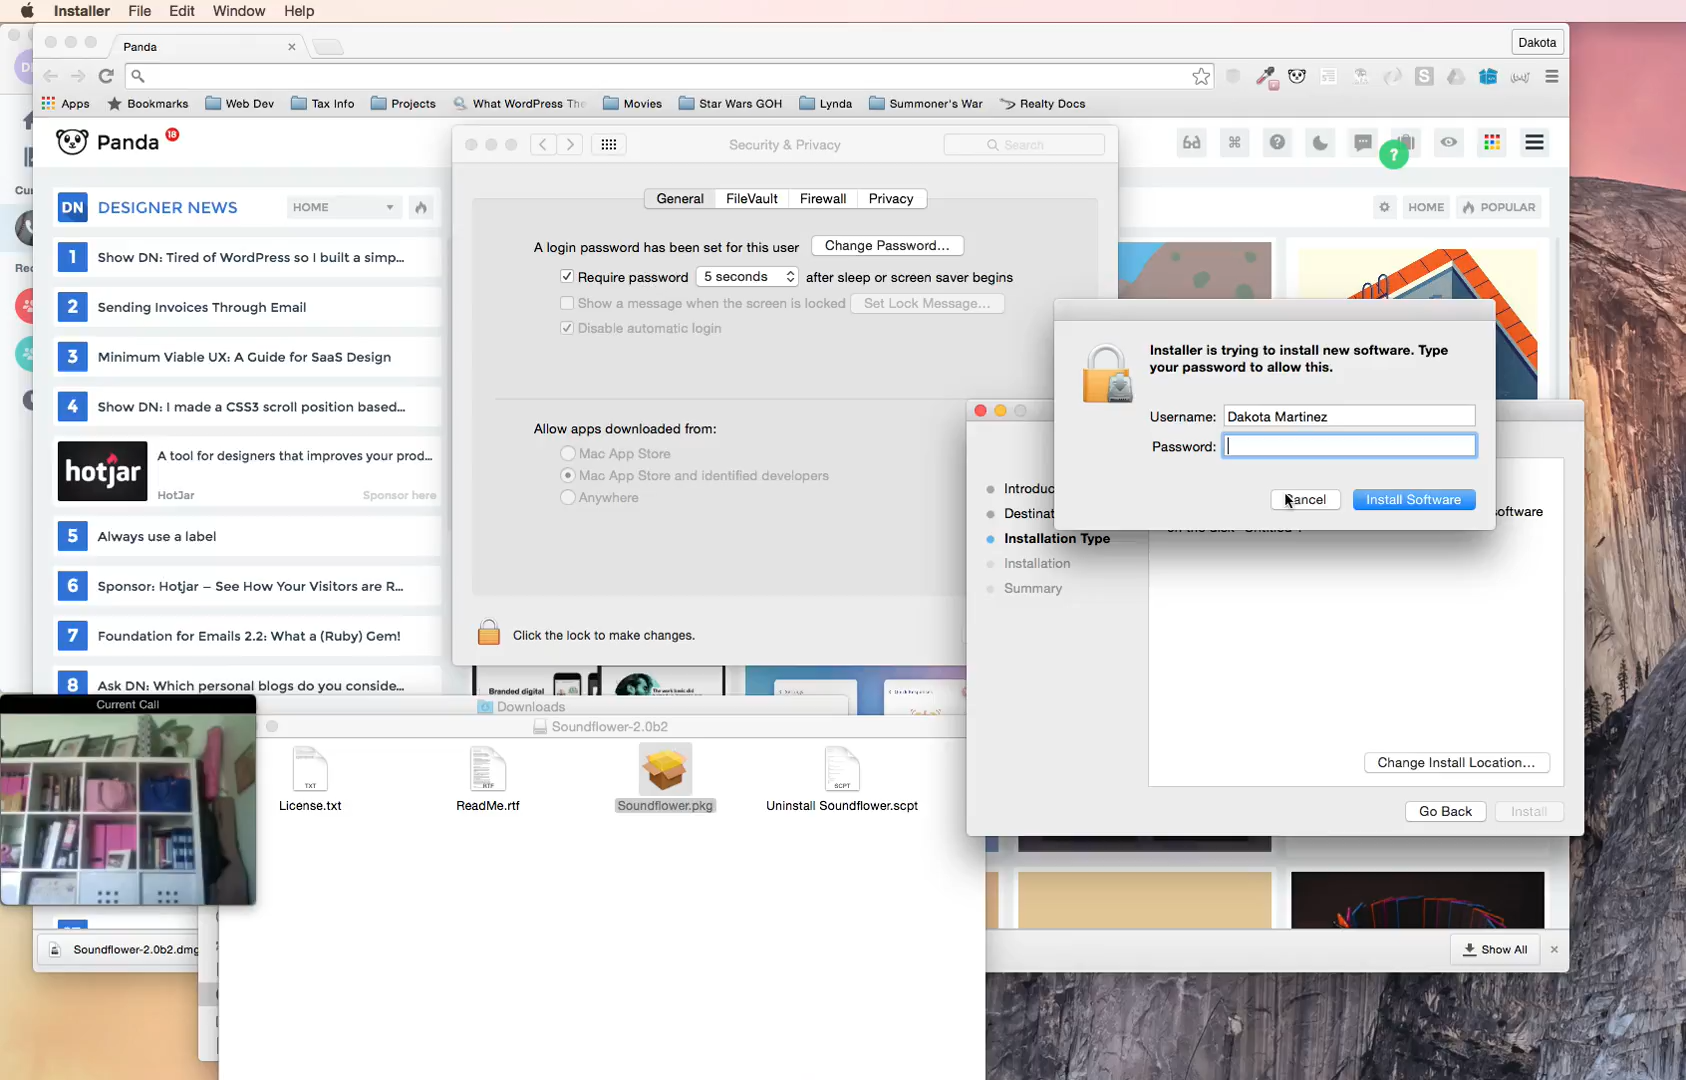 Installer File Edit Window Help
Panda
Dakota
Apps Bookmarks Web Dev Tax Info Projects What WordPress The Movies Star Wars GOH Lynda Summoner's War Realty Docs
Panda 18
?
DN DESIGNER NEWS HOME
1 Show DN: Tired of WordPress so I built a simp...
2 Sending Invoices Through Email
3 Minimum Viable UX: A Guide for SaaS Design
4 Show DN: I made a CSS3 scroll position based...
hotjar
A tool for designers that improves your prod...
HotJar Sponsor here
5 Always use a label
6 Sponsor: Hotjar – See How Your Visitors are R...
7 Foundation for Emails 2.2: What a (Ruby) Gem!
8 Ask DN: Which personal blogs do you conside...
HOME POPULAR
Security & Privacy
Search
General FileVault Firewall Privacy
A login password has been set for this user Change Password...
Require password 5 seconds after sleep or screen saver begins
Show a message when the screen is locked Set Lock Message...
Disable automatic login
Allow apps downloaded from:
Mac App Store
Mac App Store and identified developers
Anywhere
Click the lock to make changes.
Installer is trying to install new software. Type
your password to allow this.
Username: Dakota Martinez
Password:
Cancel Install Software
Introduc
Destinat
Installation Type
Installation
Summary
software
Change Install Location...
Go Back Install
Branded digital
Current Call
Downloads
Soundflower-2.0b2
TXT
License.txt
RTF
ReadMe.rtf
Soundflower.pkg
SCPT
Uninstall Soundflower.scpt
Soundflower-2.0b2.dmg
Show All